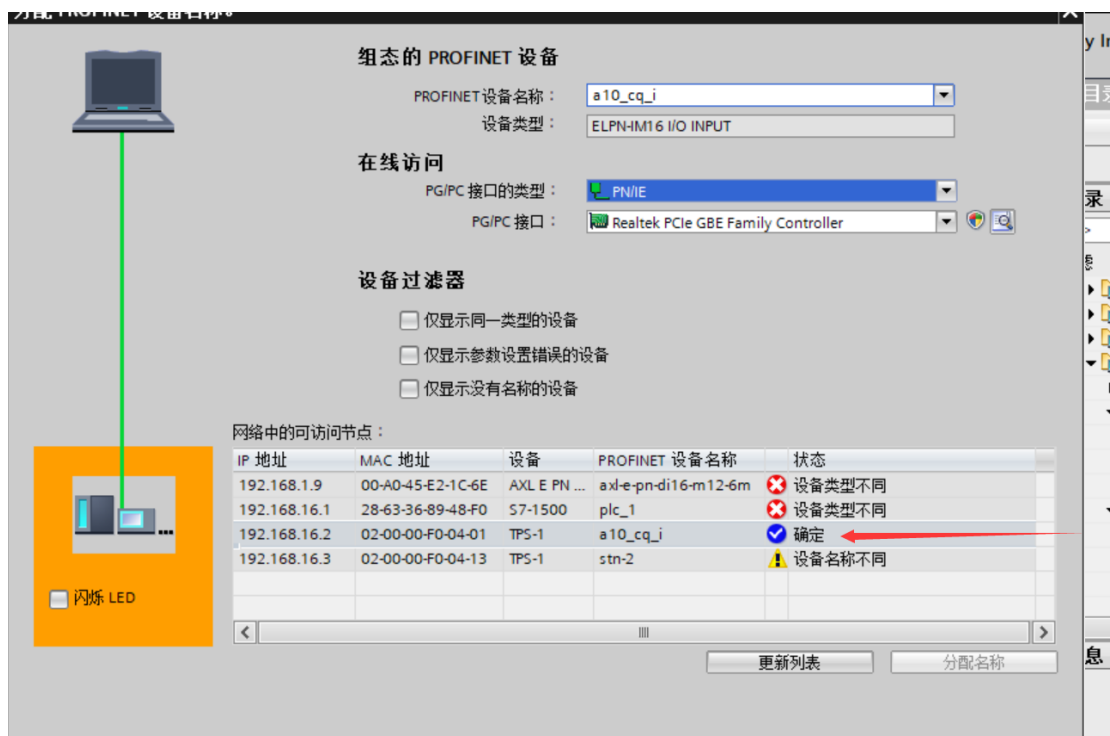 分配 PROFINET 设备名称。
组态的 PROFINET 设备
PROFINET设备名称： a10_cq_i
设备类型： ELPN-IM16 I/O INPUT
在线访问
PG/PC 接口的类型： PN/IE
PG/PC 接口： Realtek PCIe GBE Family Controller
设备过滤器
仅显示同一类型的设备
仅显示参数设置错误的设备
仅显示没有名称的设备
网络中的可访问节点：
IP 地址 MAC 地址 设备 PROFINET 设备名称 状态
192.168.1.9 00-A0-45-E2-1C-6E AXL E PN ... axl-e-pn-di16-m12-6m 设备类型不同
192.168.16.1 28-63-36-89-48-F0 S7-1500 plc_1 设备类型不同
192.168.16.2 02-00-00-F0-04-01 TPS-1 a10_cq_i 确定
192.168.16.3 02-00-00-F0-04-13 TPS-1 stn-2 设备名称不同
闪烁 LED
更新列表 分配名称
y In
目录
录
息